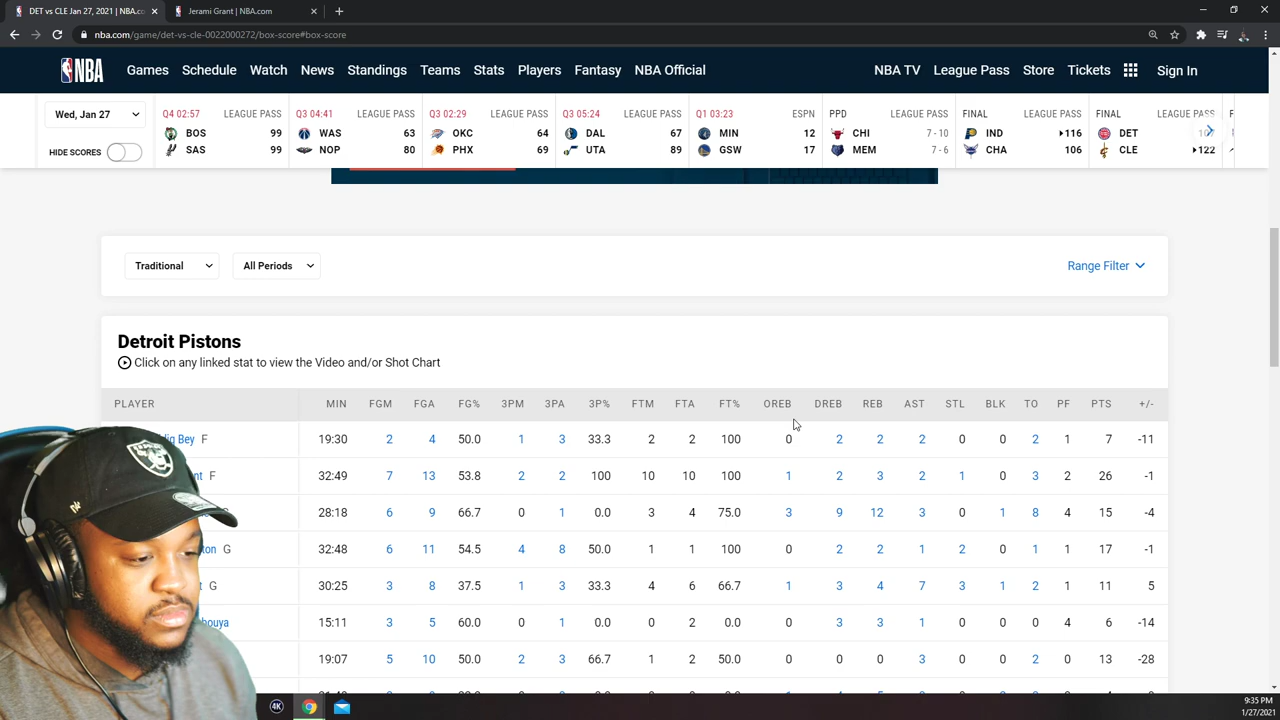 DET vs CLE Jan 27, 2021 | NBA.co
Jerami Grant | NBA.com
nba.com/game/det-vs-cle-0022000272/box-score#box-score
NBA Games Schedule Watch News Standings Teams Stats Players Fantasy NBA Official NBA TV League Pass Store Tickets Sign In
Wed, Jan 27
HIDE SCORES
Q4 02:57 LEAGUE PASS
BOS 99
SAS 99
Q3 04:41 LEAGUE PASS
WAS 63
NOP 80
Q3 02:29 LEAGUE PASS
OKC 64
PHX 69
Q3 05:24 LEAGUE PASS
DAL 67
UTA 89
Q1 03:23 ESPN
MIN 12
GSW 17
PPD LEAGUE PASS
CHI 7 - 10
MEM 7 - 6
FINAL LEAGUE PASS
IND 116
CHA 106
FINAL LEAGUE PASS
DET
CLE 122
Traditional
All Periods
Range Filter
Detroit Pistons
Click on any linked stat to view the Video and/or Shot Chart
PLAYER MIN FGM FGA FG% 3PM 3PA 3P% FTM FTA FT% OREB DREB REB AST STL BLK TO PF PTS +/-
Bey F 19:30 2 4 50.0 1 3 33.3 2 2 100 0 2 2 2 0 0 2 1 7 -11
F 32:49 7 13 53.8 2 2 100 10 10 100 1 2 3 2 1 0 3 2 26 -1
28:18 6 9 66.7 0 1 0.0 3 4 75.0 3 9 12 3 0 1 8 4 15 -4
G 32:48 6 11 54.5 4 8 50.0 1 1 100 0 2 2 1 2 0 1 1 17 -1
G 30:25 3 8 37.5 1 3 33.3 4 6 66.7 1 3 4 7 3 1 2 1 11 5
15:11 3 5 60.0 0 1 0.0 0 2 0.0 0 3 3 1 0 0 0 4 6 -14
19:07 5 10 50.0 2 3 66.7 1 2 50.0 0 0 0 3 0 0 2 0 13 -28
4K
9:35 PM
1/27/2021